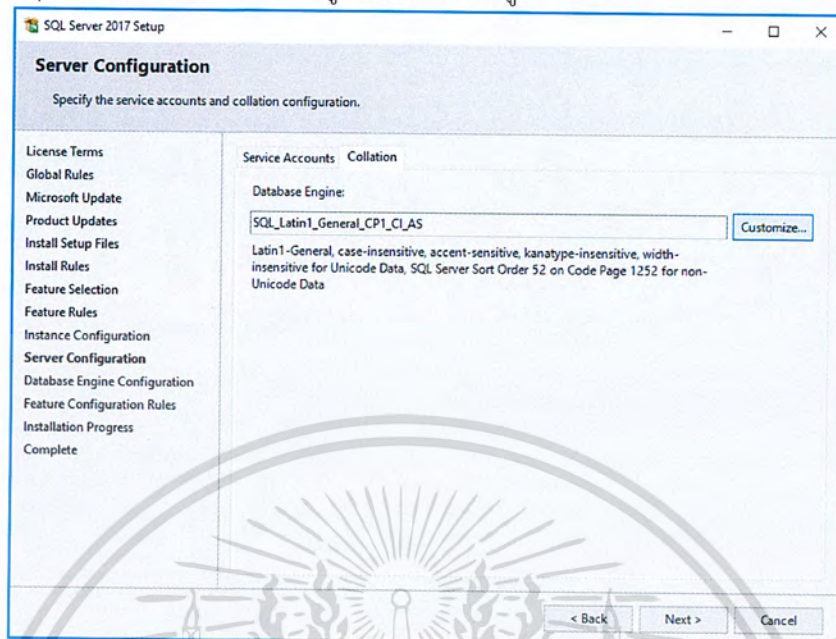 SQL Server 2017 Setup
Server Configuration
Specify the service accounts and collation configuration.
License Terms
Global Rules
Microsoft Update
Product Updates
Install Setup Files
Install Rules
Feature Selection
Feature Rules
Instance Configuration
Server Configuration
Database Engine Configuration
Feature Configuration Rules
Installation Progress
Complete
Service Accounts Collation
Database Engine:
SQL_Latin1_General_CP1_CI_AS
Customize...
Latin1-General, case-insensitive, accent-sensitive, kanatype-insensitive, width-
insensitive for Unicode Data, SQL Server Sort Order 52 on Code Page 1252 for non-
Unicode Data
< Back Next > Cancel